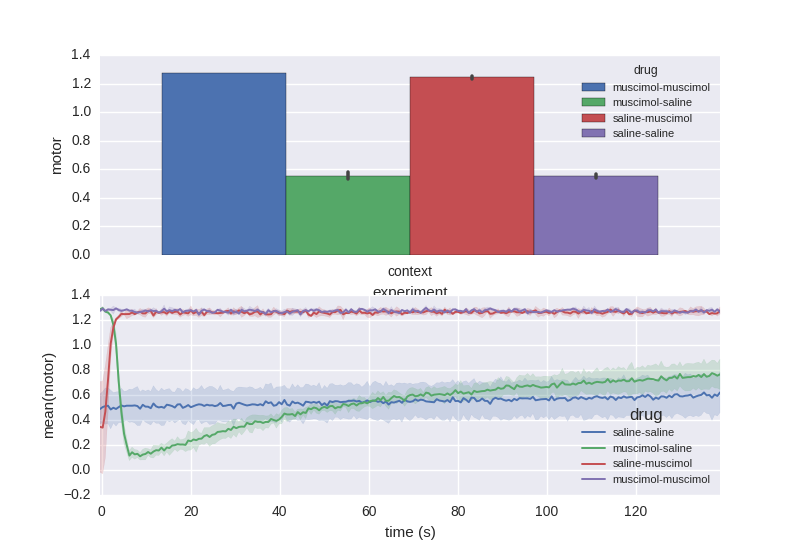 1.4
1.2
1.0
0.8
0.6
0.4
0.2
0.0
motor
drug
muscimol-muscimol
muscimol-saline
saline-muscimol
saline-saline
context
experiment
1.4
1.2
1.0
0.8
0.6
0.4
0.2
0.0
−0.2
mean(motor)
drug
saline-saline
muscimol-saline
saline-muscimol
muscimol-muscimol
0 20 40 60 80 100 120
time (s)